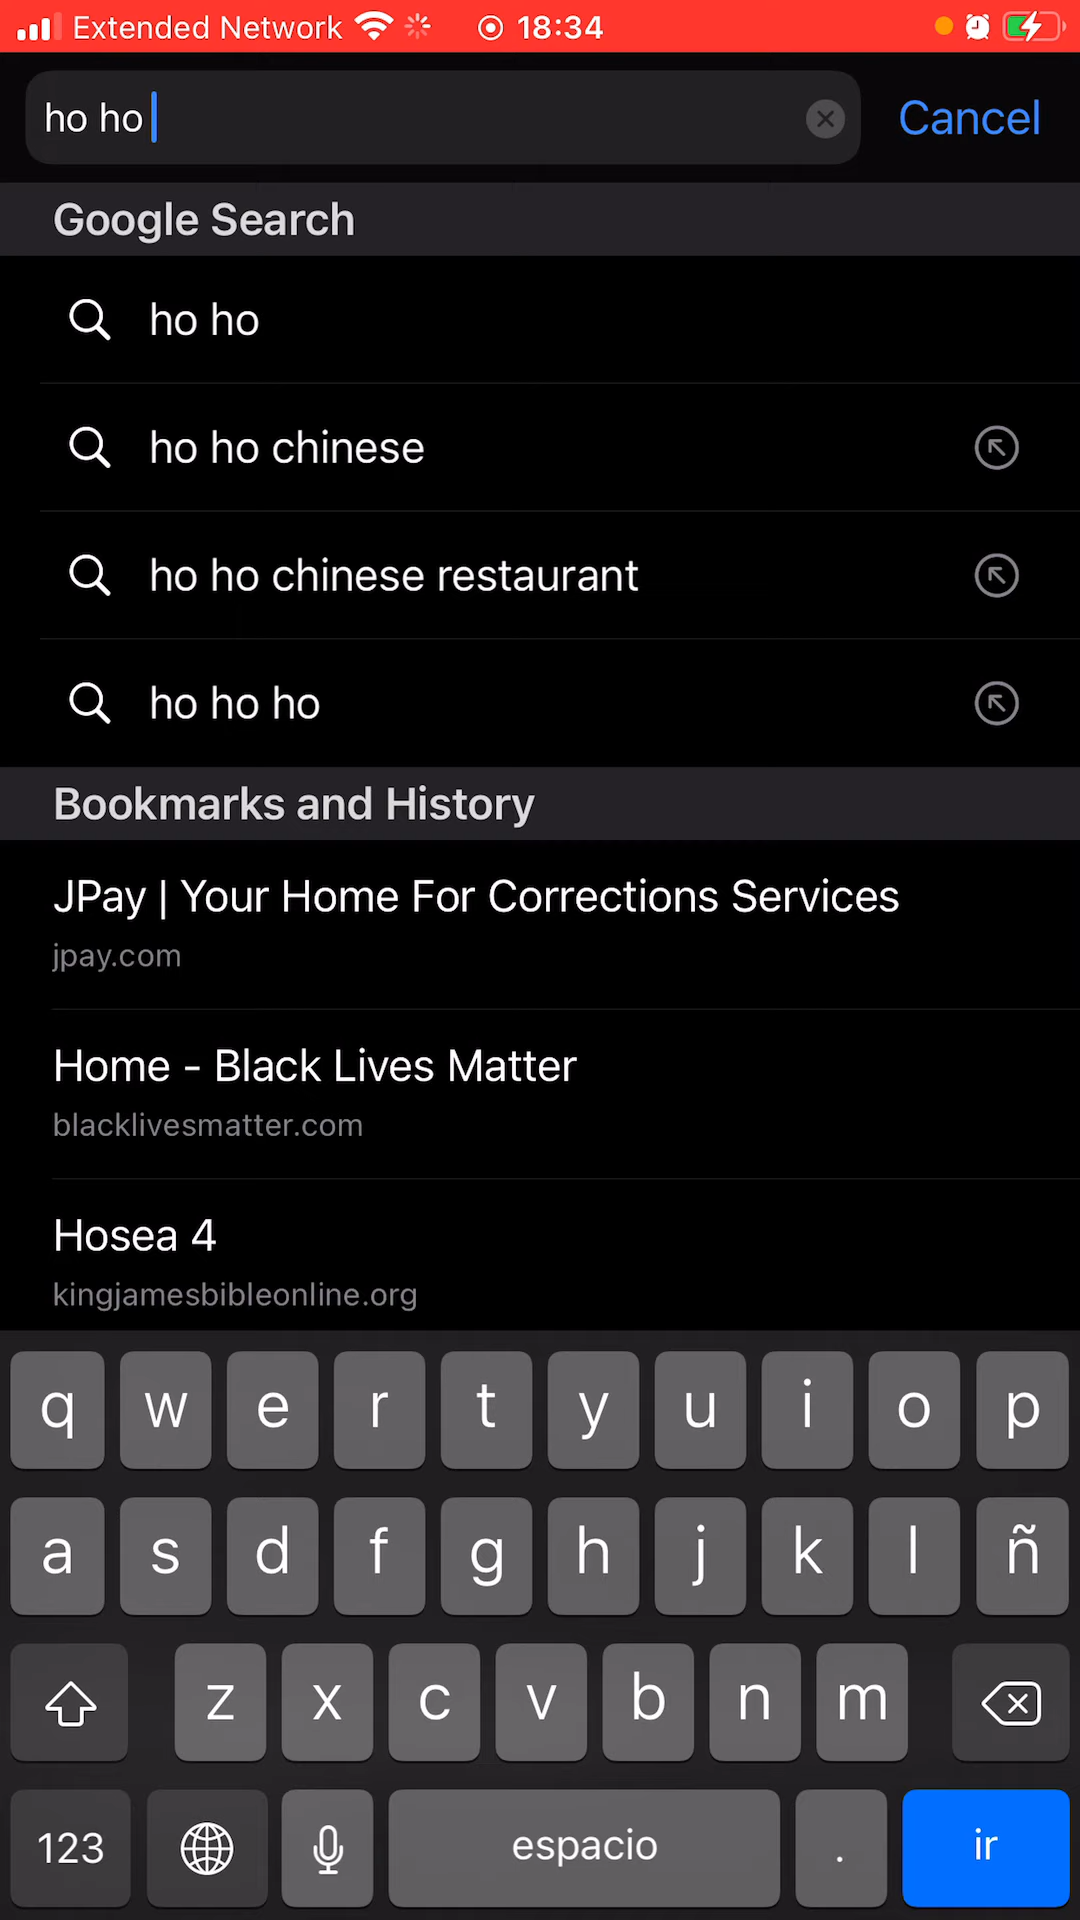 Extended Network 18:34
ho ho
Cancel
Google Search
ho ho
ho ho chinese
ho ho chinese restaurant
ho ho ho
Bookmarks and History
JPay | Your Home For Corrections Services
jpay.com
Home - Black Lives Matter
blacklivesmatter.com
Hosea 4
kingjamesbibleonline.org
q w e r t y u i o p
a s d f g h j k l ñ
z x c v b n m
123 espacio . ir